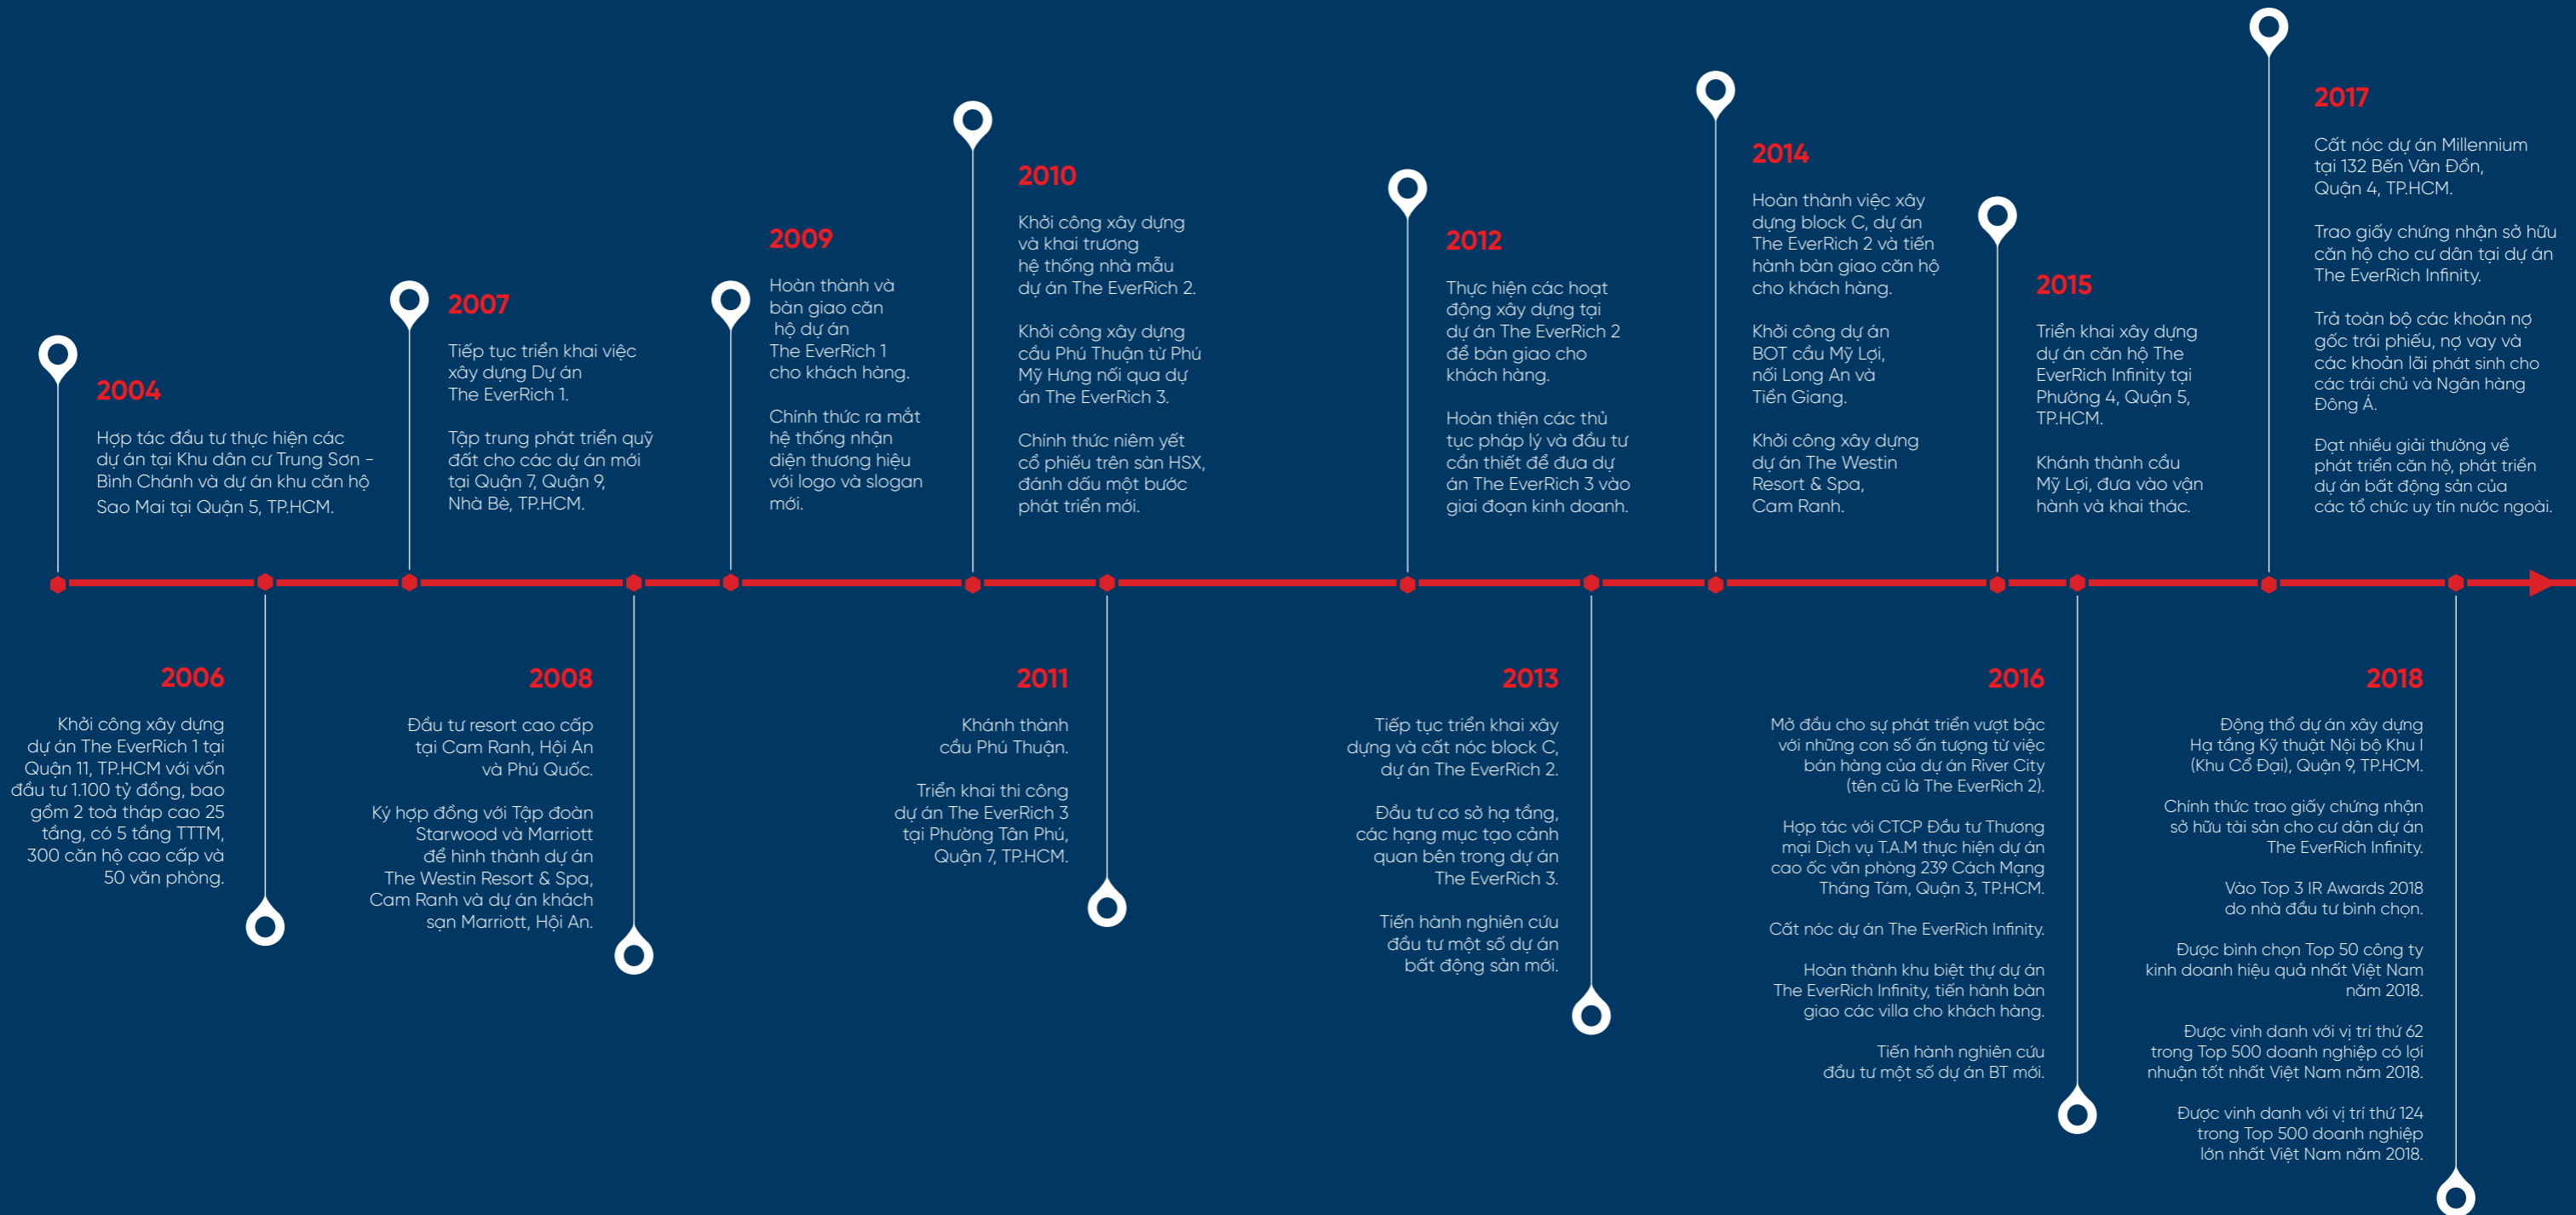 2004
Hợp tác đầu tư thực hiện các
dự án tại Khu dân cư Trung Sơn -
Bình Chánh và dự án khu căn hộ
Sao Mai tại Quận 5, TP.HCM.
2006
Khởi công xây dựng
dự án The EverRich 1 tại
Quận 11, TP.HCM với vốn
đầu tư 1.100 tỷ đồng, bao
gồm 2 toà tháp cao 25
tầng, có 5 tầng TTTM,
300 căn hộ cao cấp và
50 văn phòng.
2007
Tiếp tục triển khai việc
xây dựng Dự án
The EverRich 1.
Tập trung phát triển quỹ
đất cho các dự án mới
tại Quận 7, Quận 9,
Nhà Bè, TP.HCM.
2008
Đầu tư resort cao cấp
tại Cam Ranh, Hội An
và Phú Quốc.
Ký hợp đồng với Tập đoàn
Starwood và Marriott
để hình thành dự án
The Westin Resort & Spa,
Cam Ranh và dự án khách
sạn Marriott, Hội An.
2009
Hoàn thành và
bàn giao căn
hộ dự án
The EverRich 1
cho khách hàng.
Chính thức ra mắt
hệ thống nhận
diện thương hiệu
với logo và slogan
mới.
2010
Khởi công xây dựng
và khai trương
hệ thống nhà mẫu
dự án The EverRich 2.
Khởi công xây dựng
cầu Phú Thuận từ Phú
Mỹ Hưng nối qua dự
án The EverRich 3.
Chính thức niêm yết
cổ phiếu trên sàn HSX,
đánh dấu một bước
phát triển mới.
2011
Khánh thành
cầu Phú Thuận.
Triển khai thi công
dự án The EverRich 3
tại Phường Tân Phú,
Quận 7, TP.HCM.
2012
Thực hiện các hoạt
động xây dựng tại
dự án The EverRich 2
để bàn giao cho
khách hàng.
Hoàn thiện các thủ
tục pháp lý và đầu tư
cần thiết để đưa dự
án The EverRich 3 vào
giai đoạn kinh doanh.
2013
Tiếp tục triển khai xây
dựng và cất nóc block C,
dự án The EverRich 2.
Đầu tư cơ sở hạ tầng,
các hạng mục tạo cảnh
quan bên trong dự án
The EverRich 3.
Tiến hành nghiên cứu
đầu tư một số dự án
bất động sản mới.
2014
Hoàn thành việc xây
dựng block C, dự án
The EverRich 2 và tiến
hành bàn giao căn hộ
cho khách hàng.
Khởi công dự án
BOT cầu Mỹ Lợi,
nối Long An và
Tiền Giang.
Khởi công xây dựng
dự án The Westin
Resort & Spa,
Cam Ranh.
2015
Triển khai xây dựng
dự án căn hộ The
EverRich Infinity tại
Phường 4, Quận 5,
TP.HCM.
Khánh thành cầu
Mỹ Lợi, đưa vào vận
hành và khai thác.
2016
Mở đầu cho sự phát triển vượt bậc
với những con số ấn tượng từ việc
bán hàng của dự án River City
(tên cũ là The EverRich 2).
Hợp tác với CTCP Đầu tư Thương
mại Dịch vụ T.A.M thực hiện dự án
cao ốc văn phòng 239 Cách Mạng
Tháng Tám, Quận 3, TP.HCM.
Cất nóc dự án The EverRich Infinity.
Hoàn thành khu biệt thự dự án
The EverRich Infinity, tiến hành bàn
giao các villa cho khách hàng.
Tiến hành nghiên cứu
đầu tư một số dự án BT mới.
2017
Cất nóc dự án Millennium
tại 132 Bến Vân Đồn,
Quận 4, TP.HCM.
Trao giấy chứng nhận sở hữu
căn hộ cho cư dân tại dự án
The EverRich Infinity.
Trả toàn bộ các khoản nợ
gốc trái phiếu, nợ vay và
các khoản lãi phát sinh cho
các trái chủ và Ngân hàng
Đông Á.
Đạt nhiều giải thưởng về
phát triển căn hộ, phát triển
dự án bất động sản của
các tổ chức uy tín nước ngoài.
2018
Động thổ dự án xây dựng
Hạ tầng Kỹ thuật Nội bộ Khu I
(Khu Cổ Đại), Quận 9, TP.HCM.
Chính thức trao giấy chứng nhận
sở hữu tài sản cho cư dân dự án
The EverRich Infinity.
Vào Top 3 IR Awards 2018
do nhà đầu tư bình chọn.
Được bình chọn Top 50 công ty
kinh doanh hiệu quả nhất Việt Nam
năm 2018.
Được vinh danh với vị trí thứ 62
trong Top 500 doanh nghiệp có lợi
nhuận tốt nhất Việt Nam năm 2018.
Được vinh danh với vị trí thứ 124
trong Top 500 doanh nghiệp
lớn nhất Việt Nam năm 2018.